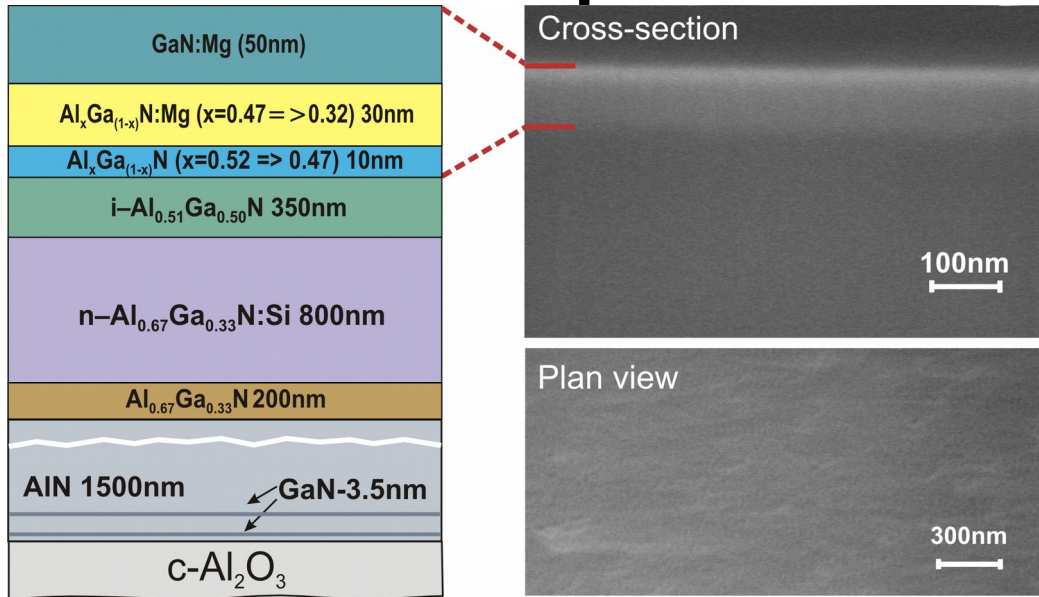 GaN:Mg (50nm)
AlₓGa₍₁₋ₓ₎N:Mg (x=0.47 = >0.32) 30nm
AlₓGa₍₁₋ₓ₎N (x=0.52 => 0.47) 10nm
i–Al₀.₅₁Ga₀.₅₀N 350nm
n–Al₀.₆₇Ga₀.₃₃N:Si 800nm
Al₀.₆₇Ga₀.₃₃N 200nm
AlN 1500nm
GaN-3.5nm
c-Al₂O₃
Cross-section
100nm
Plan view
300nm